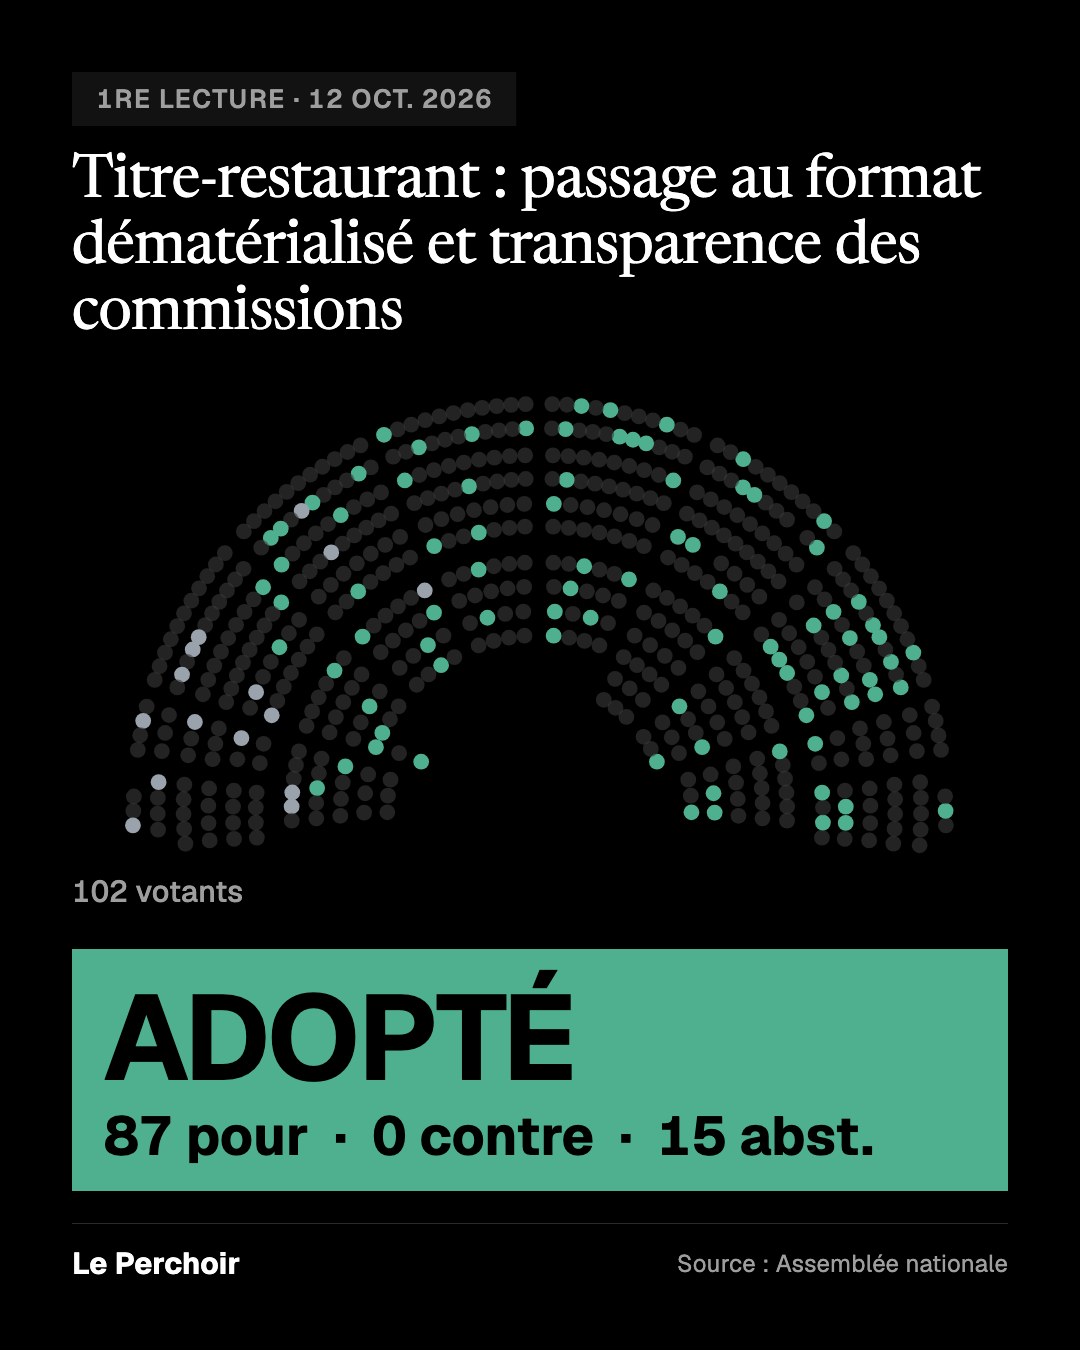 1RE LECTURE · 12 OCT. 2026
Titre-restaurant : passage au format
dématérialisé et transparence des
commissions
102 votants
ADOPTÉ
87 pour · 0 contre · 15 abst.
Le Perchoir
Source : Assemblée nationale